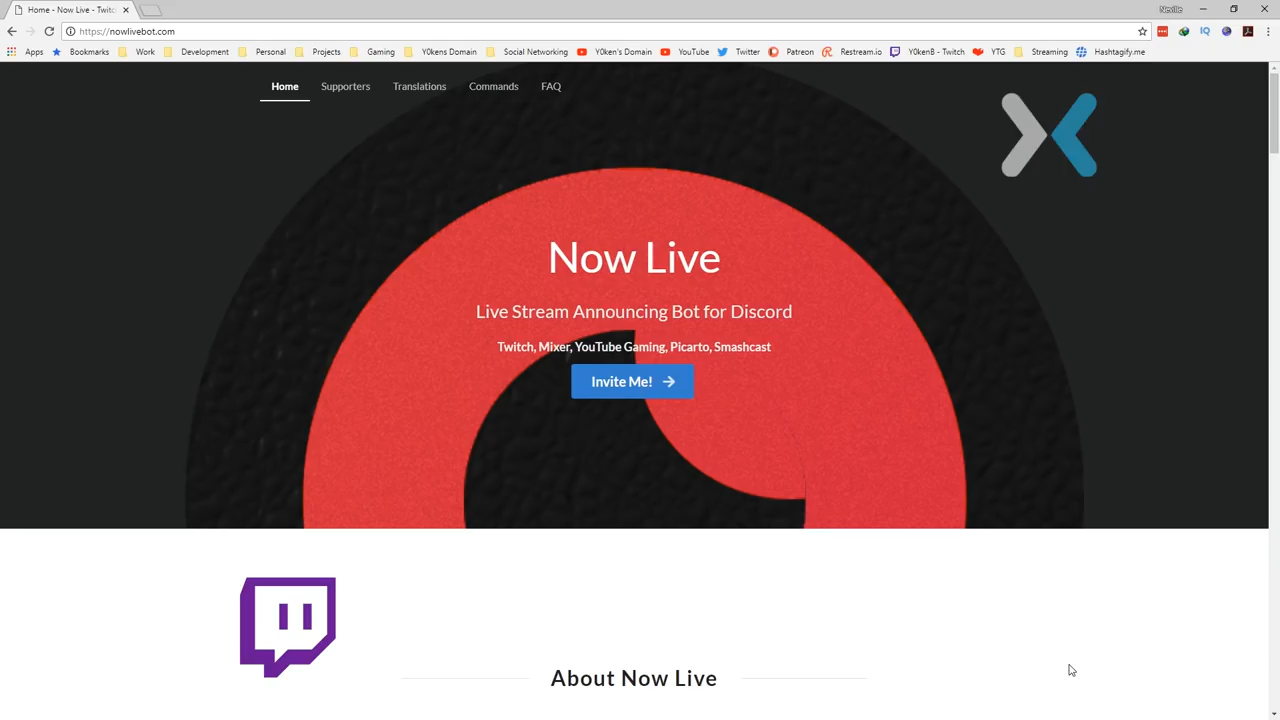 Home - Now Live - Twitc
Neville
https://nowlivebot.com
Apps Bookmarks Work Development Personal Projects Gaming Y0kens Domain Social Networking Y0ken's Domain YouTube Twitter Patreon Restream.io Y0kenB - Twitch YTG Streaming Hashtagify.me
Home Supporters Translations Commands FAQ
Now Live
Live Stream Announcing Bot for Discord
Twitch, Mixer, YouTube Gaming, Picarto, Smashcast
Invite Me!
About Now Live